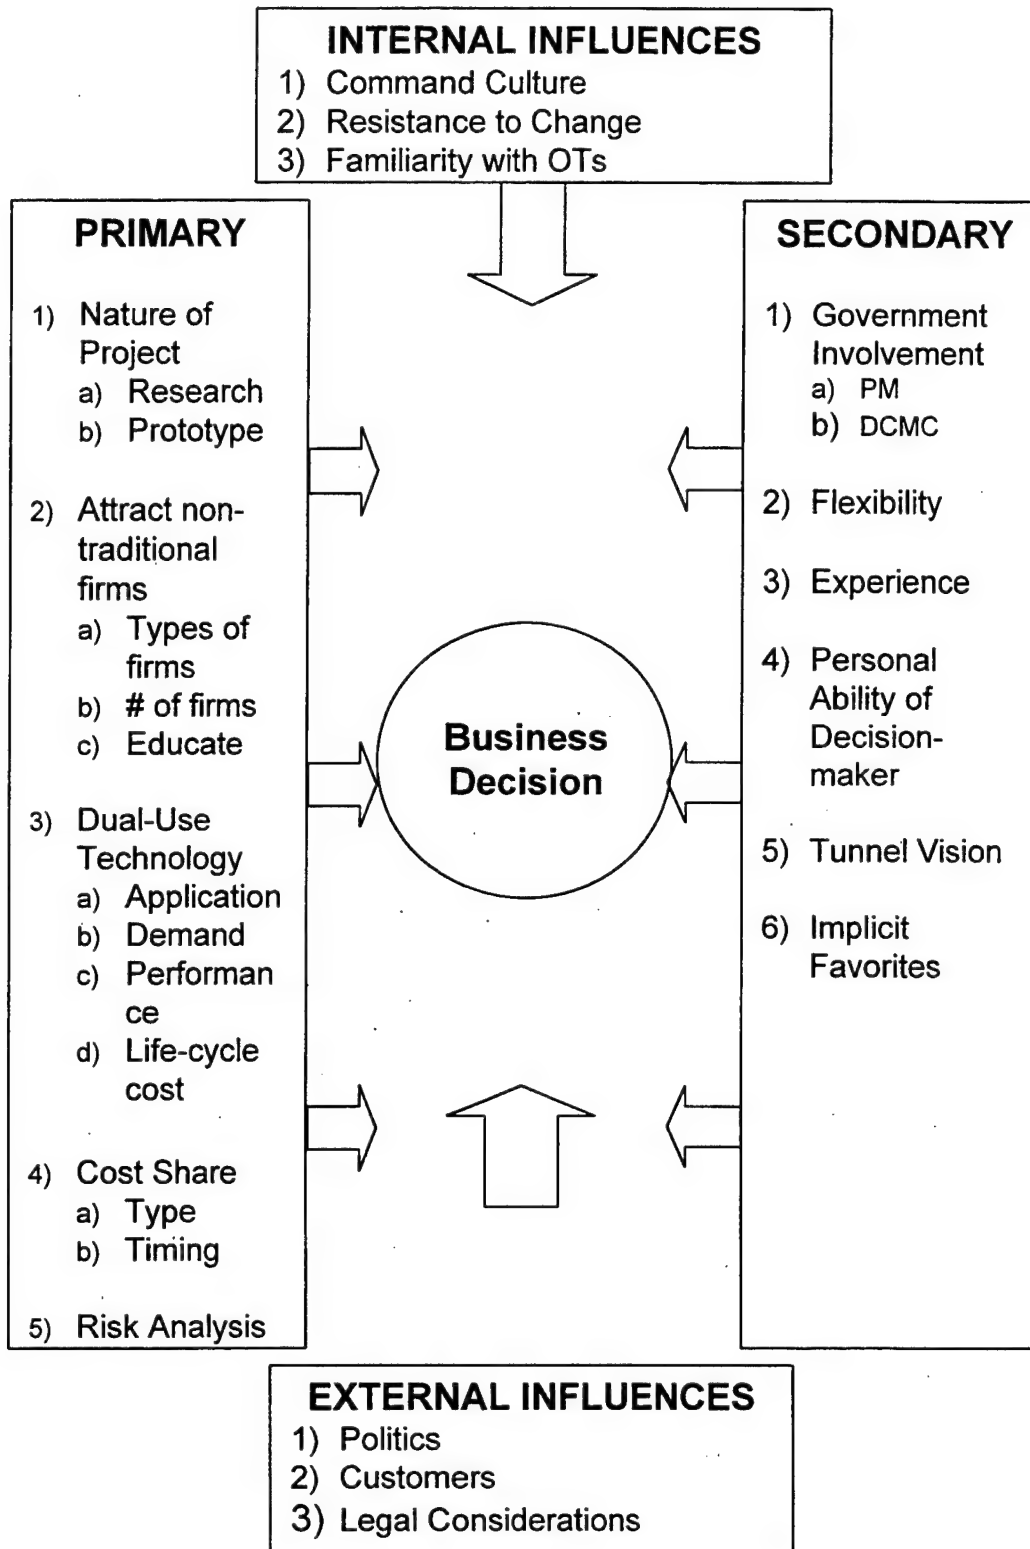 INTERNAL INFLUENCES
1) Command Culture
2) Resistance to Change
3) Familiarity with OTs
PRIMARY
1) Nature of
Project
a) Research
b) Prototype
2) Attract non-
traditional
firms
a) Types of
firms
b) # of firms
c) Educate
3) Dual-Use
Technology
a) Application
b) Demand
c) Performan
ce
d) Life-cycle
cost
4) Cost Share
a) Type
b) Timing
5) Risk Analysis
Business
Decision
SECONDARY
1) Government
Involvement
a) PM
b) DCMC
2) Flexibility
3) Experience
4) Personal
Ability of
Decision-
maker
5) Tunnel Vision
6) Implicit
Favorites
EXTERNAL INFLUENCES
1) Politics
2) Customers
3) Legal Considerations